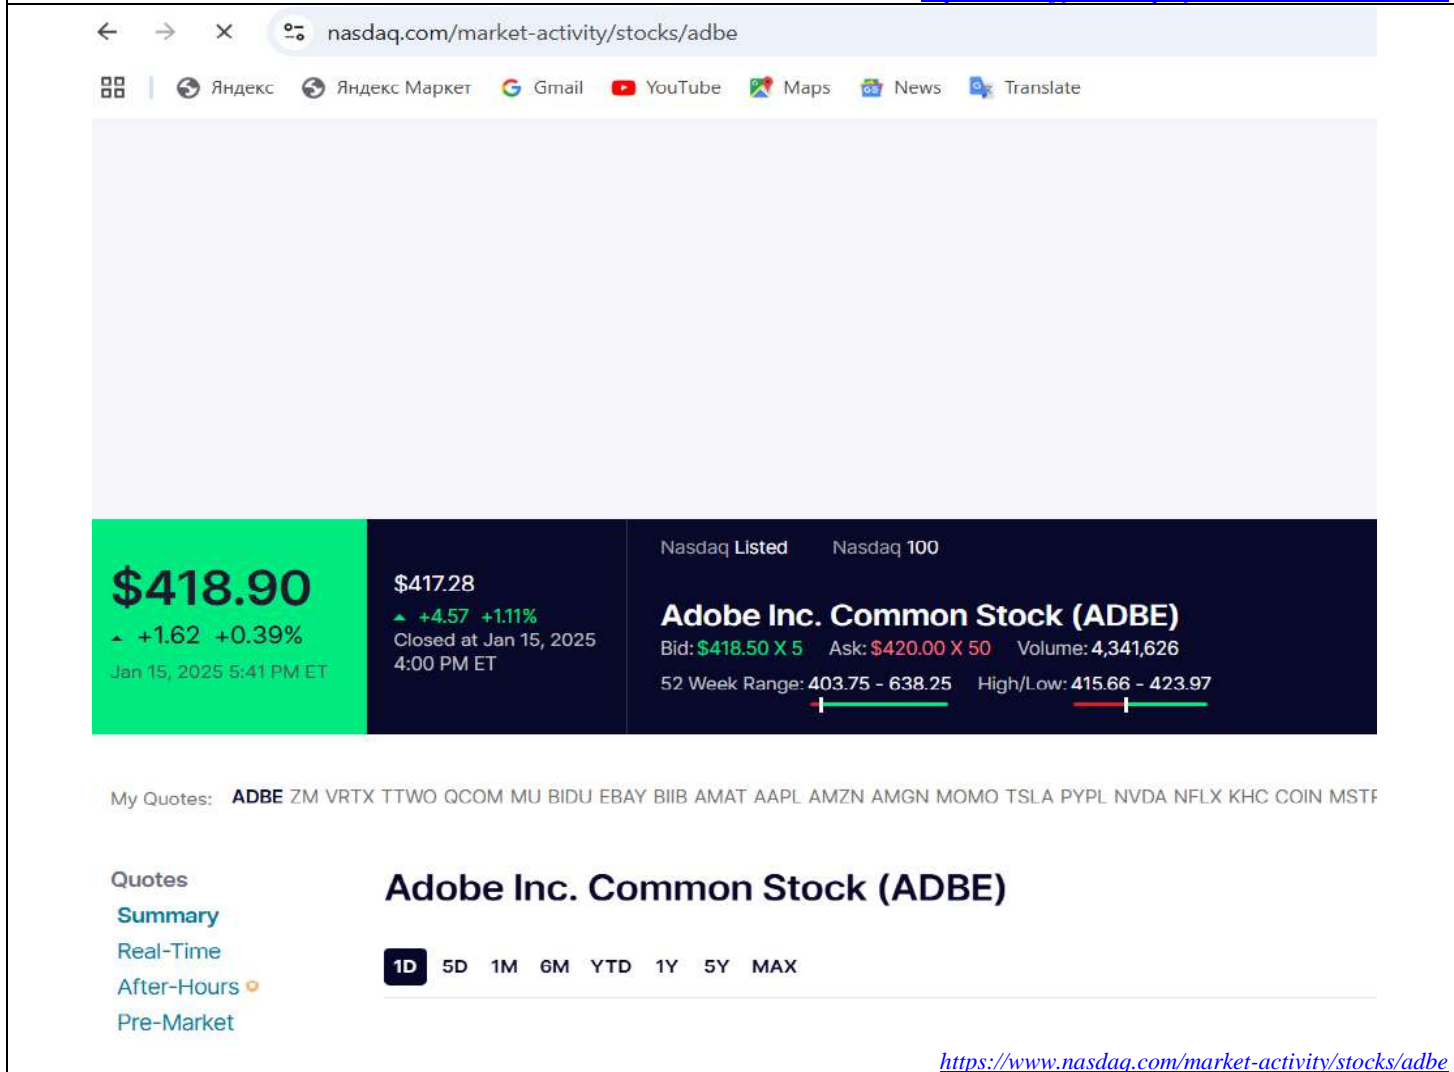 nasdaq.com/market-activity/stocks/adbe
Яндекс Яндекс Маркет Gmail YouTube Maps News Translate
$418.90
+1.62 +0.39%
Jan 15, 2025 5:41 PM ET
$417.28
+4.57 +1.11%
Closed at Jan 15, 2025
4:00 PM ET
Nasdaq Listed Nasdaq 100
Adobe Inc. Common Stock (ADBE)
Bid: $418.50 X 5 Ask: $420.00 X 50 Volume: 4,341,626
52 Week Range: 403.75 - 638.25 High/Low: 415.66 - 423.97
My Quotes: ADBE ZM VRTX TTWO QCOM MU BIDU EBAY BIIB AMAT AAPL AMZN AMGN MOMO TSLA PYPL NVDA NFLX KHC COIN
Quotes
Summary
Real-Time
After-Hours
Pre-Market
Adobe Inc. Common Stock (ADBE)
1D 5D 1M 6M YTD 1Y 5Y MAX
https://www.nasdaq.com/market-activity/stocks/adbe